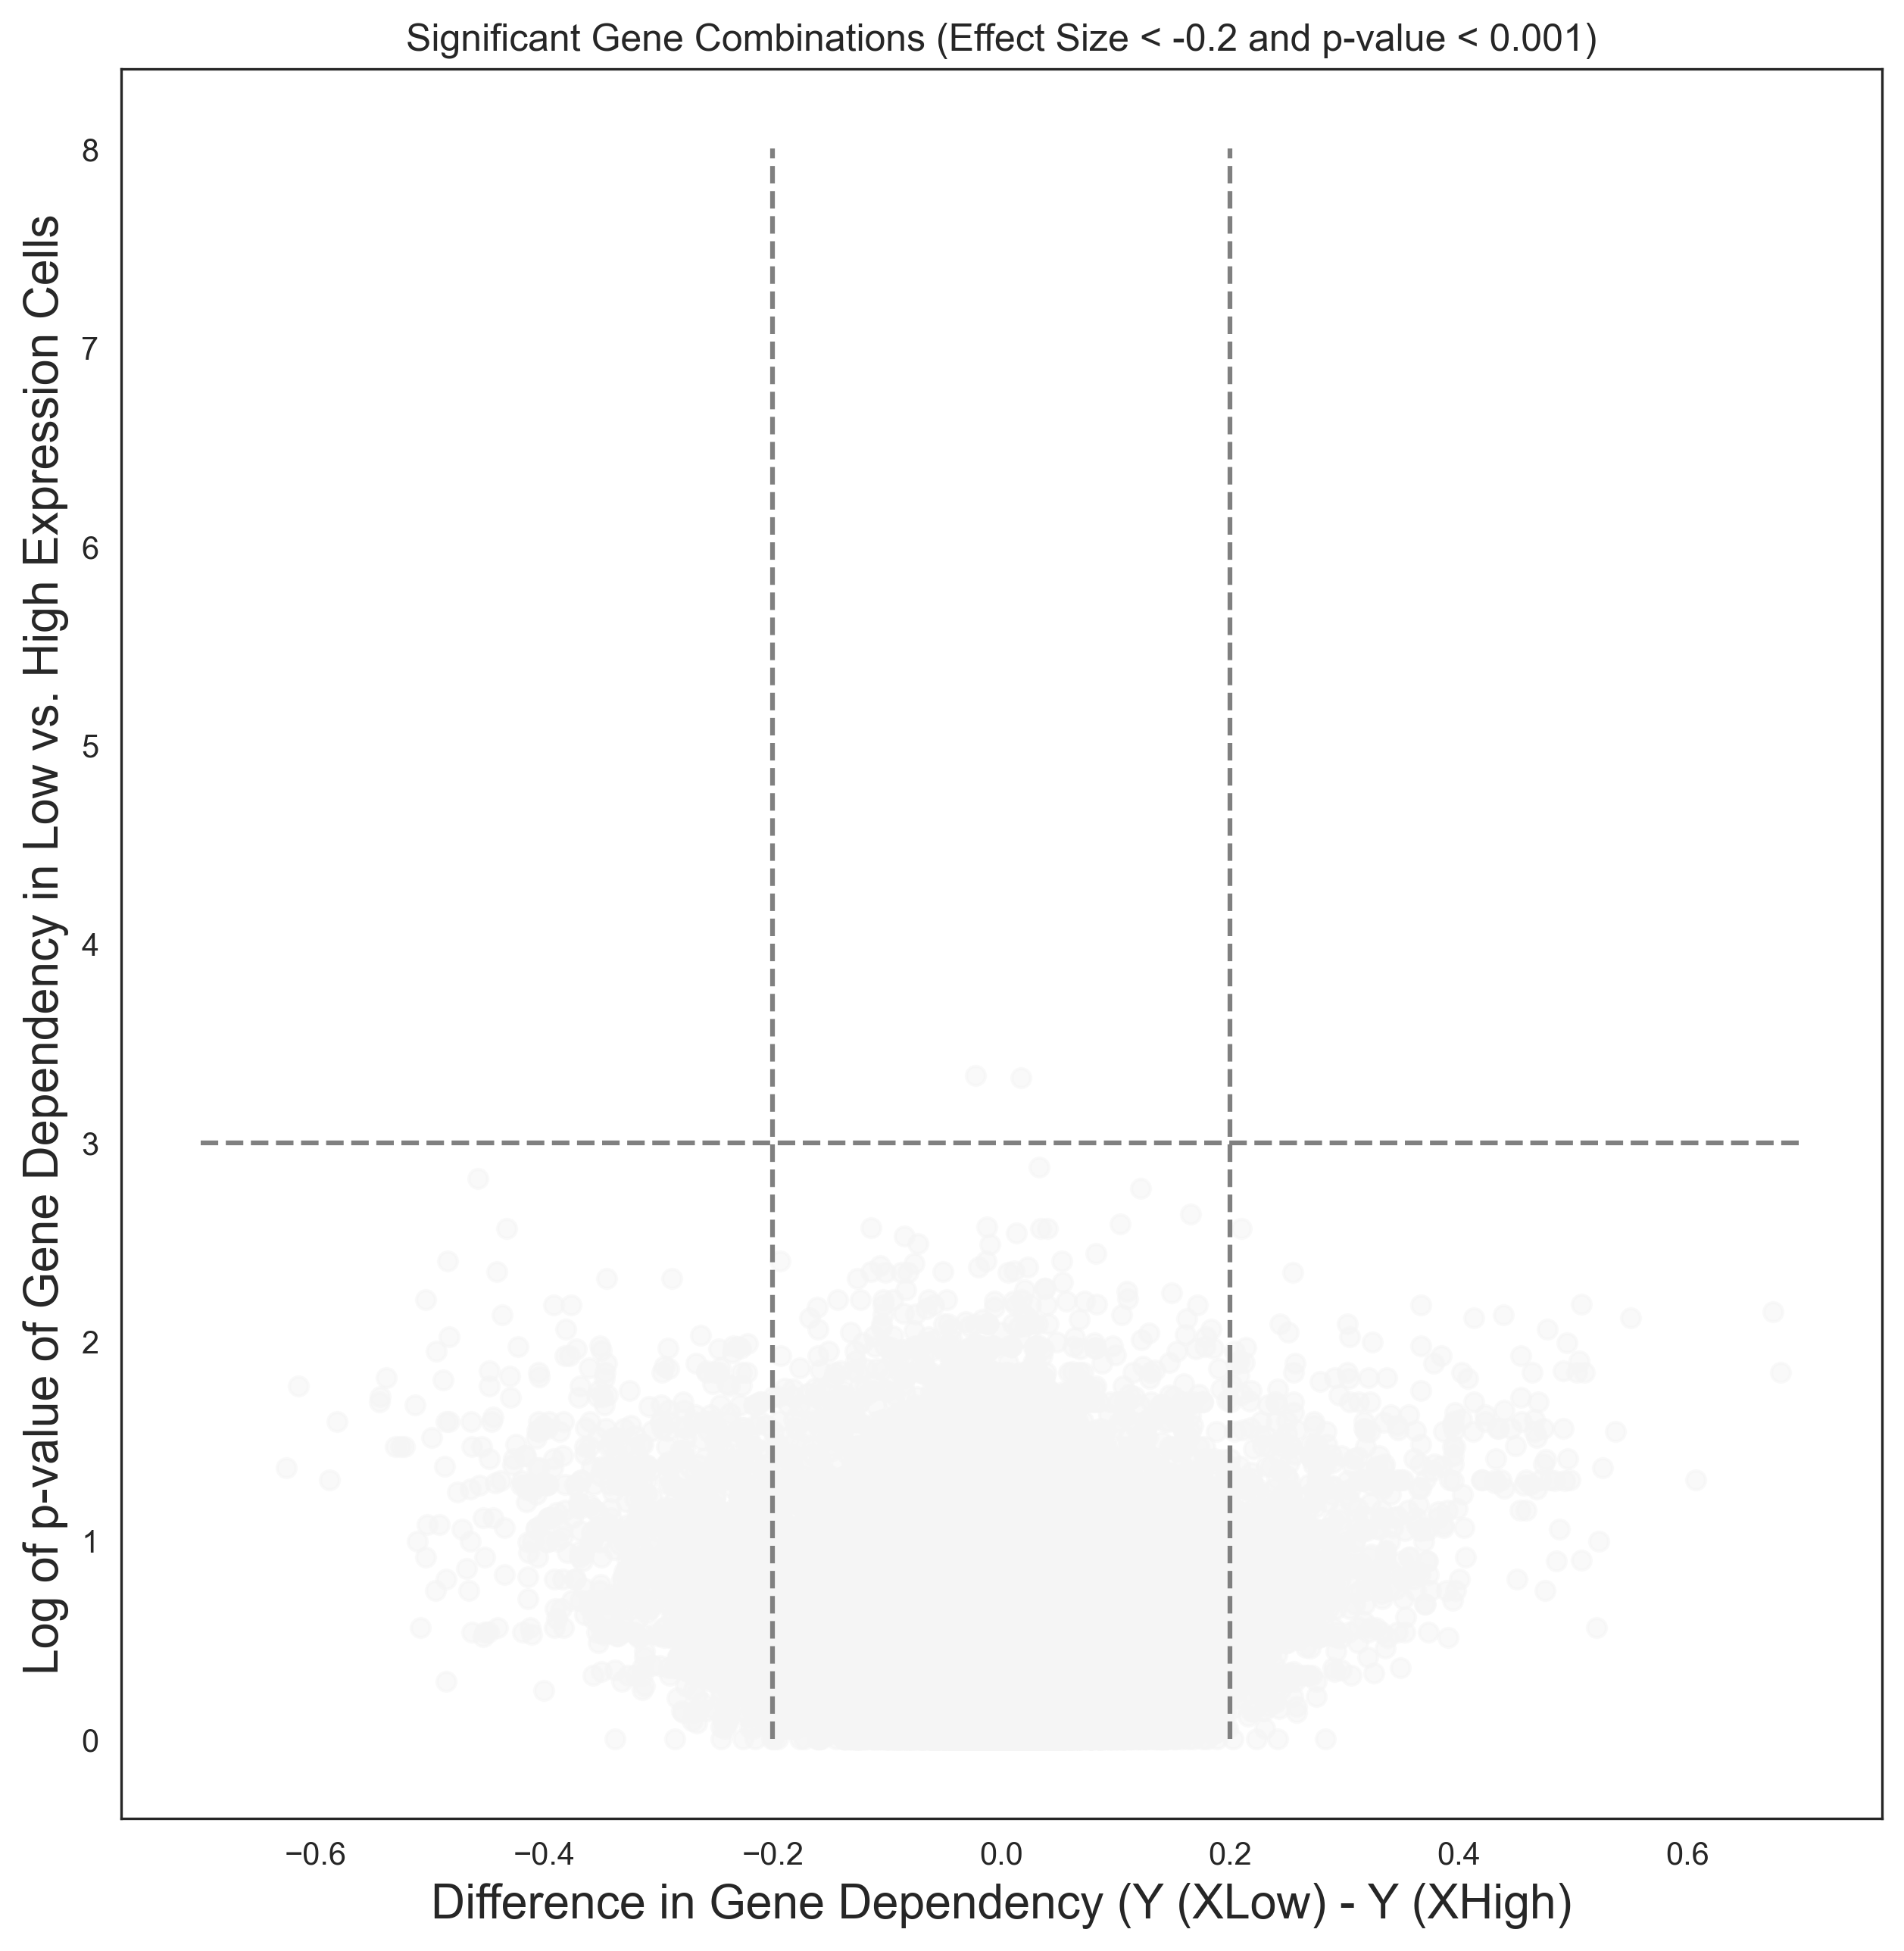 Significant Gene Combinations (Effect Size < -0.2 and p-value < 0.001)
Log of p-value of Gene Dependency in Low vs. High Expression Cells
8
7
6
5
4
3
2
1
0
−0.6 −0.4 −0.2 0.0 0.2 0.4 0.6
Difference in Gene Dependency (Y (XLow) - Y (XHigh)